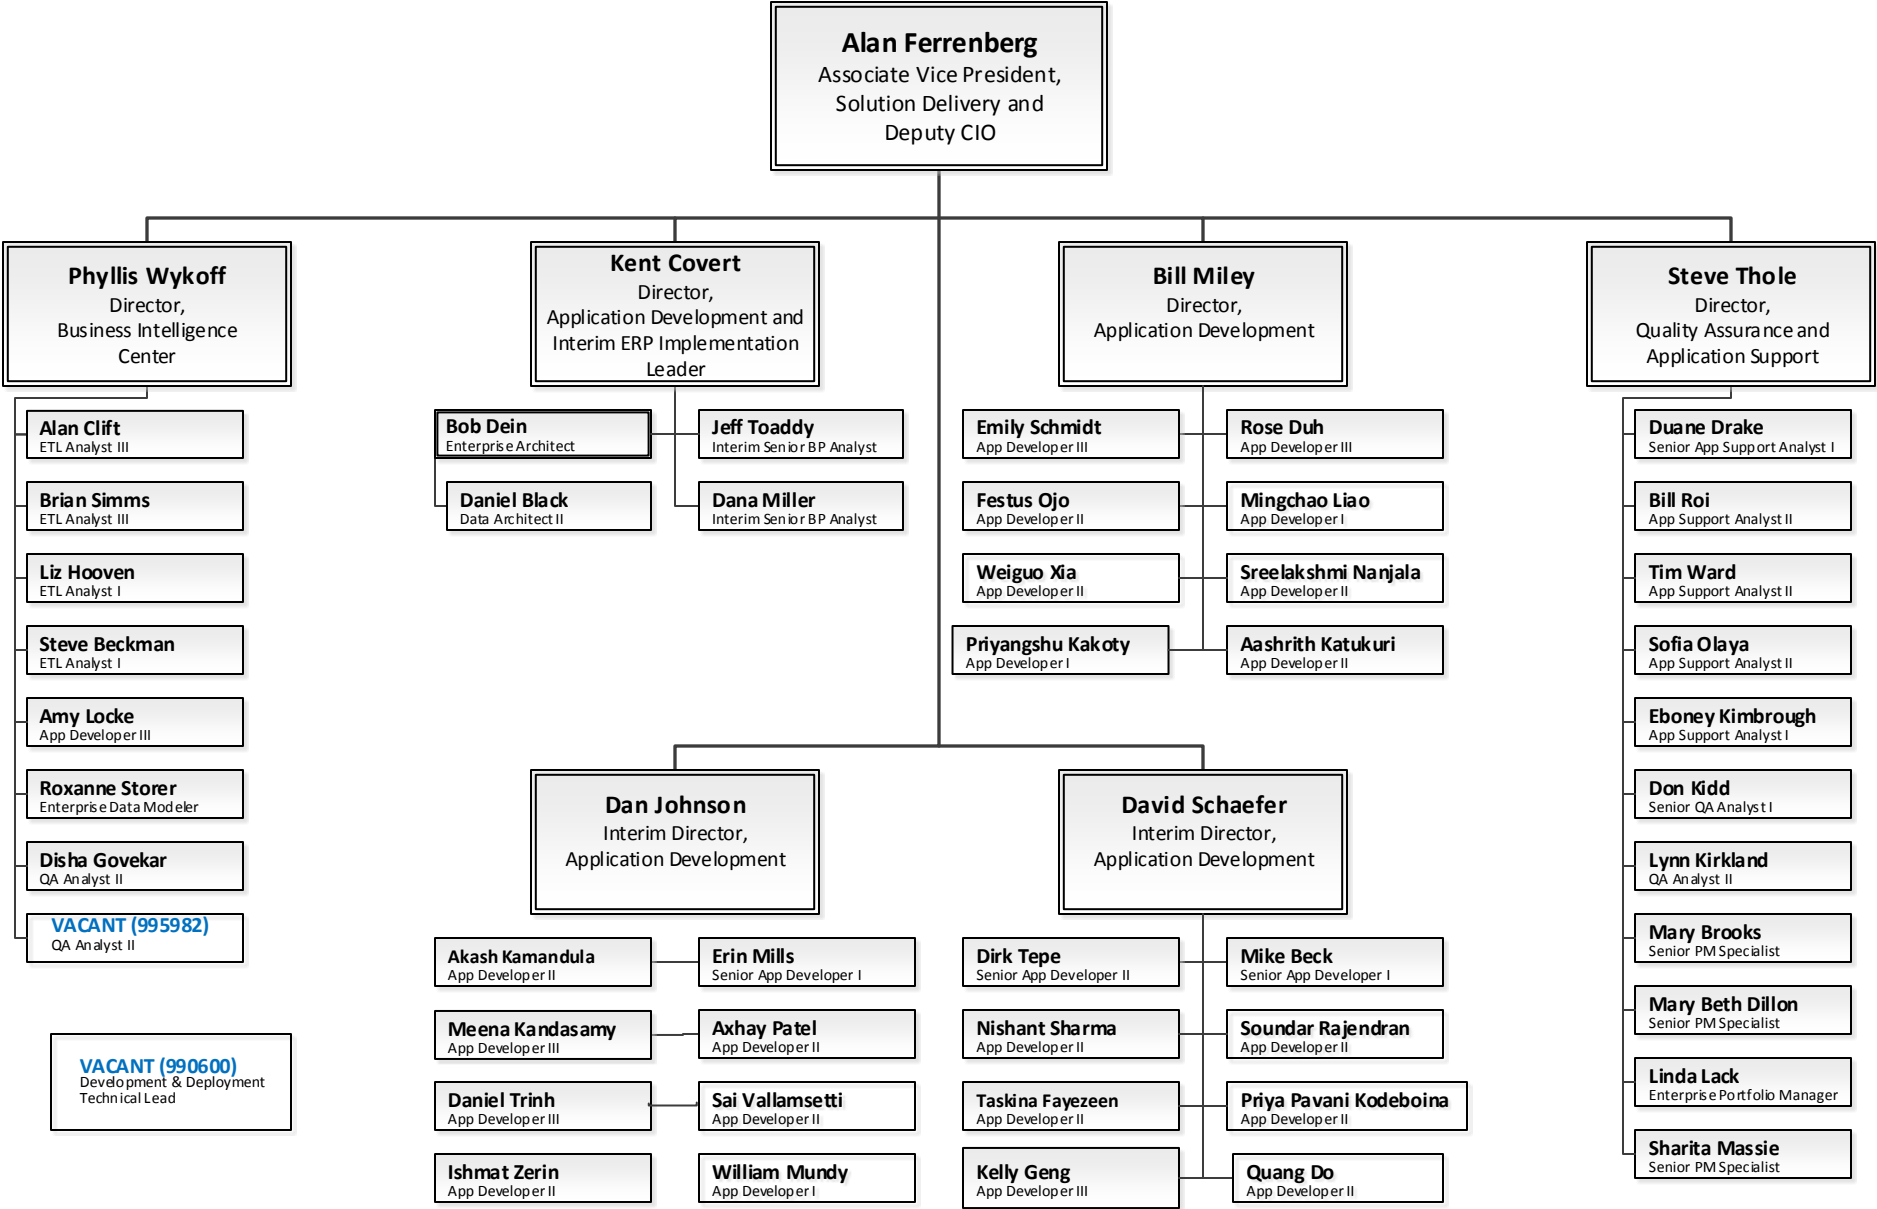 Alan Ferrenberg
Associate Vice President,
Solution Delivery and
Deputy CIO
Phyllis Wykoff
Director,
Business Intelligence
Center
Kent Covert
Director,
Application Development and
Interim ERP Implementation
Leader
Bill Miley
Director,
Application Development
Steve Thole
Director,
Quality Assurance and
Application Support
Alan Clift
ETL Analyst III
Brian Simms
ETL Analyst III
Liz Hooven
ETL Analyst I
Steve Beckman
ETL Analyst I
Amy Locke
App Developer III
Roxanne Storer
Enterprise Data Modeler
Disha Govekar
QA Analyst II
VACANT (995982)
QA Analyst II
VACANT (990600)
Development & Deployment
Technical Lead
Bob Dein
Enterprise Architect
Jeff Toaddy
Interim Senior BP Analyst
Daniel Black
Data Architect II
Dana Miller
Interim Senior BP Analyst
Emily Schmidt
App Developer III
Rose Duh
App Developer III
Festus Ojo
App Developer II
Mingchao Liao
App Developer I
Weiguo Xia
App Developer II
Sreelakshmi Nanjala
App Developer II
Priyangshu Kakoty
App Developer I
Aashrith Katukuri
App Developer II
Dan Johnson
Interim Director,
Application Development
David Schaefer
Interim Director,
Application Development
Akash Kamandula
App Developer II
Erin Mills
Senior App Developer I
Meena Kandasamy
App Developer III
Axhay Patel
App Developer II
Daniel Trinh
App Developer III
Sai Vallamsetti
App Developer II
Ishmat Zerin
App Developer II
William Mundy
App Developer I
Dirk Tepe
Senior App Developer II
Mike Beck
Senior App Developer I
Nishant Sharma
App Developer II
Soundar Rajendran
App Developer II
Taskina Fayezeen
App Developer II
Priya Pavani Kodeboina
App Developer II
Kelly Geng
App Developer III
Quang Do
App Developer II
Duane Drake
Senior App Support Analyst I
Bill Roi
App Support Analyst II
Tim Ward
App Support Analyst II
Sofia Olaya
App Support Analyst II
Eboney Kimbrough
App Support Analyst I
Don Kidd
Senior QA Analyst I
Lynn Kirkland
QA Analyst II
Mary Brooks
Senior PM Specialist
Mary Beth Dillon
Senior PM Specialist
Linda Lack
Enterprise Portfolio Manager
Sharita Massie
Senior PM Specialist